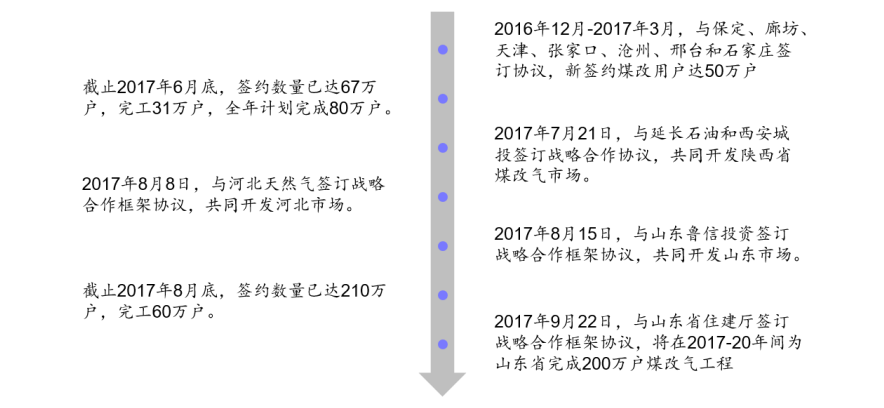 2016年12月-2017年3月，与保定、廊坊、
天津、张家口、沧州、邢台和石家庄签
订协议，新签约煤改用户达50万户
截止2017年6月底，签约数量已达67万
户，完工31万户，全年计划完成80万户。
2017年7月21日，与延长石油和西安城
投签订战略合作协议，共同开发陕西省
煤改气市场。
2017年8月8日，与河北天然气签订战略
合作框架协议，共同开发河北市场。
2017年8月15日，与山东鲁信投资签订
战略合作框架协议，共同开发山东市场。
截止2017年8月底，签约数量已达210万
户，完工60万户。
2017年9月22日，与山东省住建厅签订
战略合作框架协议，将在2017-20年间为
山东省完成200万户煤改气工程